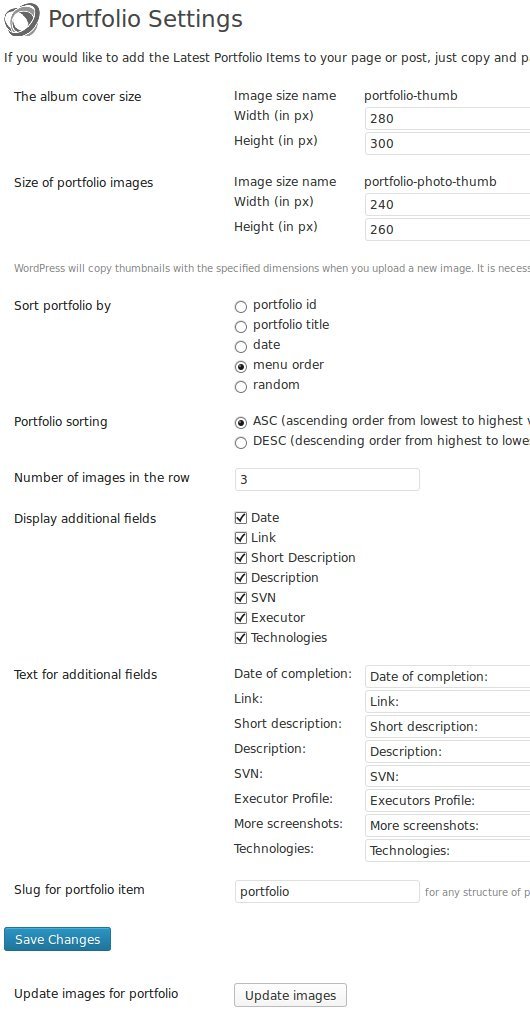 Portfolio Settings
If you would like to add the Latest Portfolio Items to your page or post, just copy and
The album cover size Image size name portfolio-thumb
Width (in px) 280
Height (in px) 300
Size of portfolio images Image size name portfolio-photo-thumb
Width (in px) 240
Height (in px) 260
WordPress will copy thumbnails with the specified dimensions when you upload a new image. It is
Sort portfolio by portfolio id
portfolio title
date
menu order
random
Portfolio sorting ASC (ascending order from lowest to highest
DESC (descending order from highest to
Number of images in the row 3
Display additional fields Date
Link
Short Description
Description
SVN
Executor
Technologies
Text for additional fields Date of completion: Date of completion:
Link: Link:
Short description: Short description:
Description: Description:
SVN: SVN:
Executor Profile: Executors Profile:
More screenshots: More screenshots:
Technologies: Technologies:
Slug for portfolio item portfolio for any structure of
Save Changes
Update images for portfolio Update images